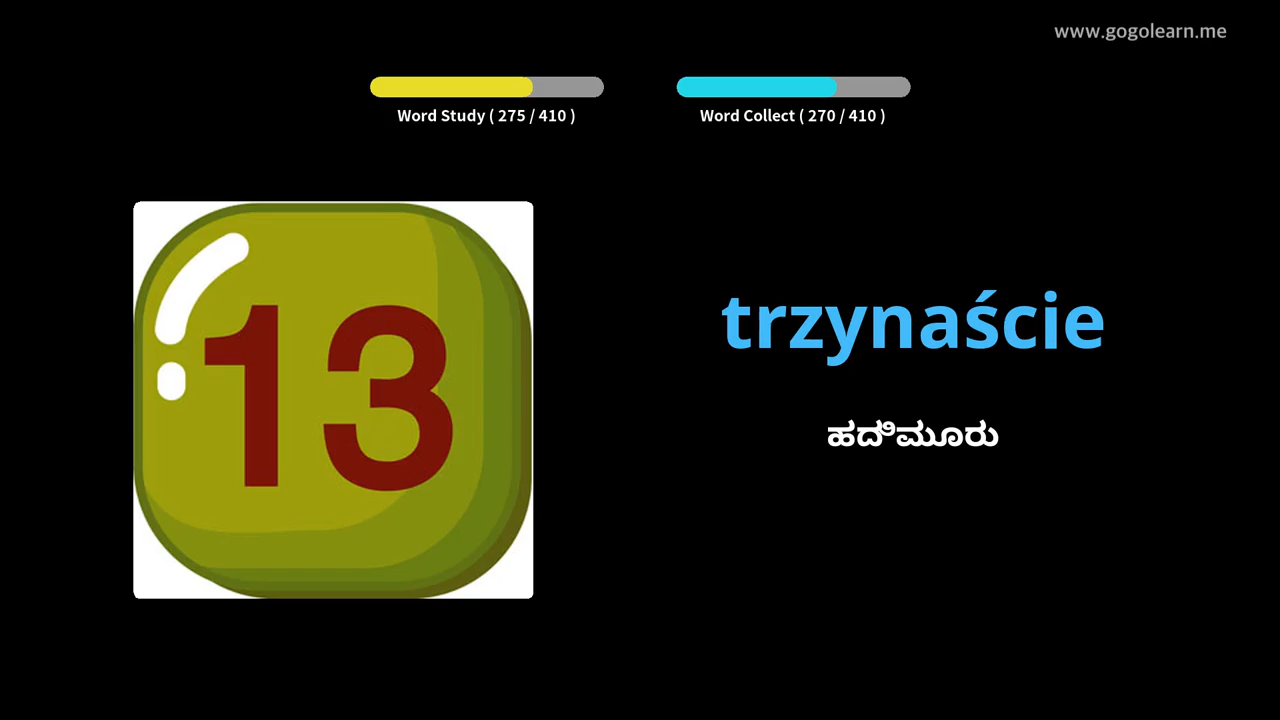 www.gogolearn.me
Word Study ( 275 / 410 )
Word Collect ( 270 / 410 )
13
trzynaście
ಹದಿಮೂರು